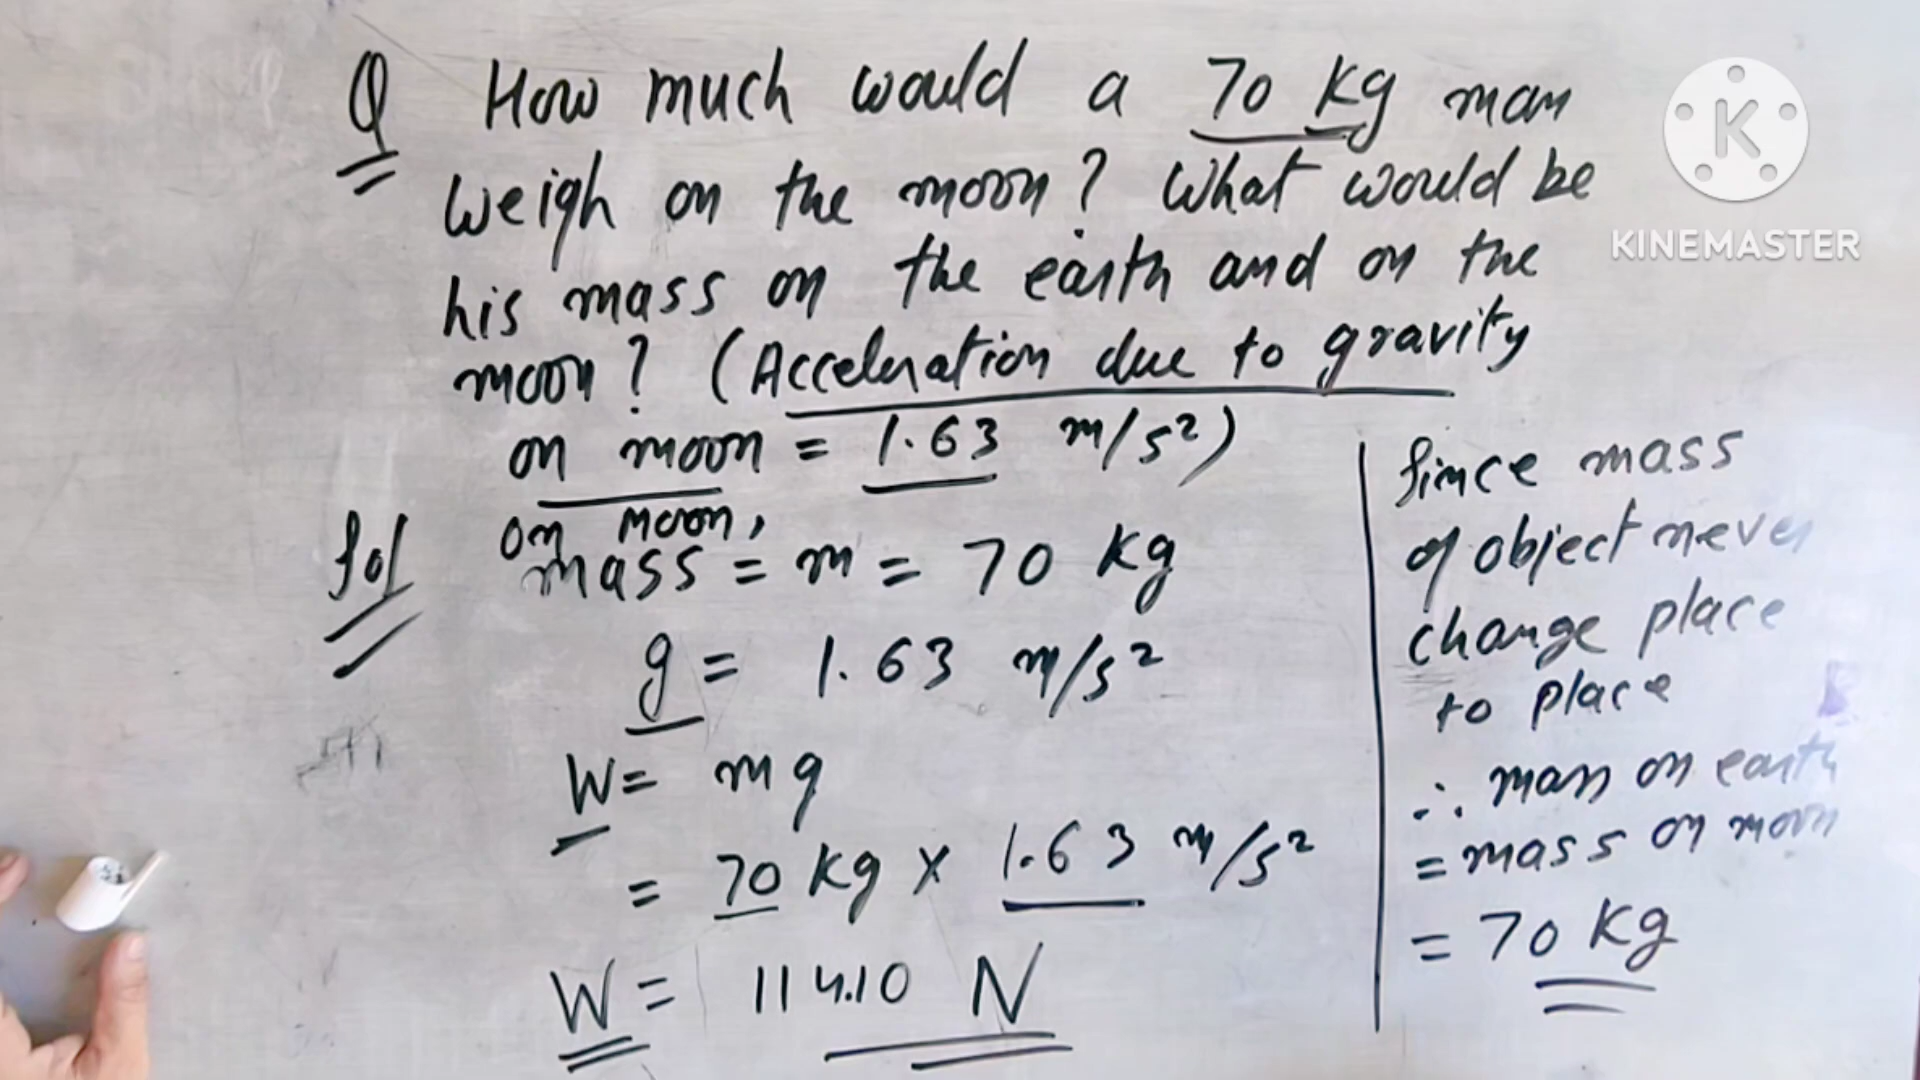 Q How much would a 70 Kg man
weigh on the moon? What would be
his mass on the earth and on the
moon? (Acceleration due to gravity
on moon = 1.63 m/s²)
Sol on moon,
mass = m = 70 Kg
g = 1.63 m/s²
W = mg
= 70 kg × 1.63 m/s²
W = 114.10 N
Since mass
of object never
change place
to place
∴ mass on earth
= mass on moon
= 70 Kg
K
KINEMASTER